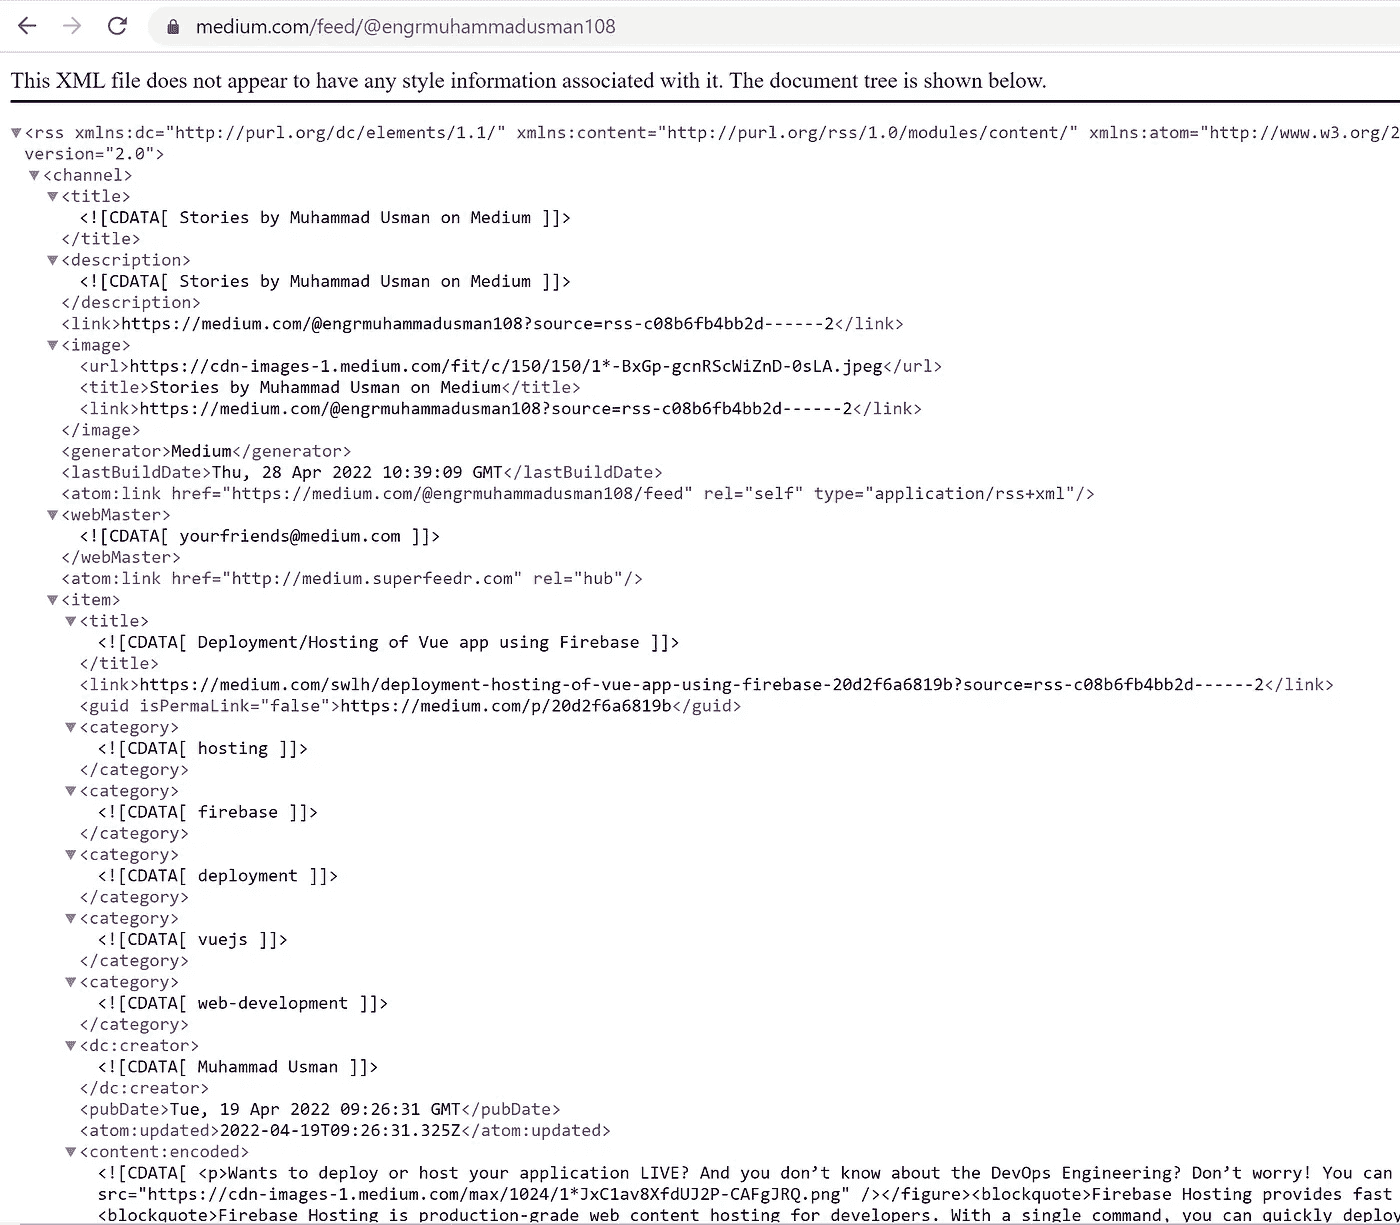 medium.com/feed/@engrmuhammadusman108
This XML file does not appear to have any style information associated with it. The document tree is shown below.
▼<rss xmlns:dc="http://purl.org/dc/elements/1.1/" xmlns:content="http://purl.org/rss/1.0/modules/content/" xmlns:atom="http://www.w3.org/2
version="2.0">
▼<channel>
▼<title>
<![CDATA[ Stories by Muhammad Usman on Medium ]]>
</title>
▼<description>
<![CDATA[ Stories by Muhammad Usman on Medium ]]>
</description>
<link>https://medium.com/@engrmuhammadusman108?source=rss-c08b6fb4bb2d------2</link>
▼<image>
<url>https://cdn-images-1.medium.com/fit/c/150/150/1*-BxGp-gcnRScWiZnD-0sLA.jpeg</url>
<title>Stories by Muhammad Usman on Medium</title>
<link>https://medium.com/@engrmuhammadusman108?source=rss-c08b6fb4bb2d------2</link>
</image>
<generator>Medium</generator>
<lastBuildDate>Thu, 28 Apr 2022 10:39:09 GMT</lastBuildDate>
<atom:link href="https://medium.com/@engrmuhammadusman108/feed" rel="self" type="application/rss+xml"/>
▼<webMaster>
<![CDATA[ yourfriends@medium.com ]]>
</webMaster>
<atom:link href="http://medium.superfeedr.com" rel="hub"/>
▼<item>
▼<title>
<![CDATA[ Deployment/Hosting of Vue app using Firebase ]]>
</title>
<link>https://medium.com/swlh/deployment-hosting-of-vue-app-using-firebase-20d2f6a6819b?source=rss-c08b6fb4bb2d------2</link>
<guid isPermaLink="false">https://medium.com/p/20d2f6a6819b</guid>
▼<category>
<![CDATA[ hosting ]]>
</category>
▼<category>
<![CDATA[ firebase ]]>
</category>
▼<category>
<![CDATA[ deployment ]]>
</category>
▼<category>
<![CDATA[ vuejs ]]>
</category>
▼<category>
<![CDATA[ web-development ]]>
</category>
▼<dc:creator>
<![CDATA[ Muhammad Usman ]]>
</dc:creator>
<pubDate>Tue, 19 Apr 2022 09:26:31 GMT</pubDate>
<atom:updated>2022-04-19T09:26:31.325Z</atom:updated>
▼<content:encoded>
<![CDATA[ <p>Wants to deploy or host your application LIVE? And you don’t know about the DevOps Engineering? Don’t worry! You can
src="https://cdn-images-1.medium.com/max/1024/1*JxC1av8XfdUJ2P-CAFgJRQ.png" /></figure><blockquote>Firebase Hosting provides fast
<blockquote>Firebase Hosting is production-grade web content hosting for developers. With a single command, you can quickly deploy